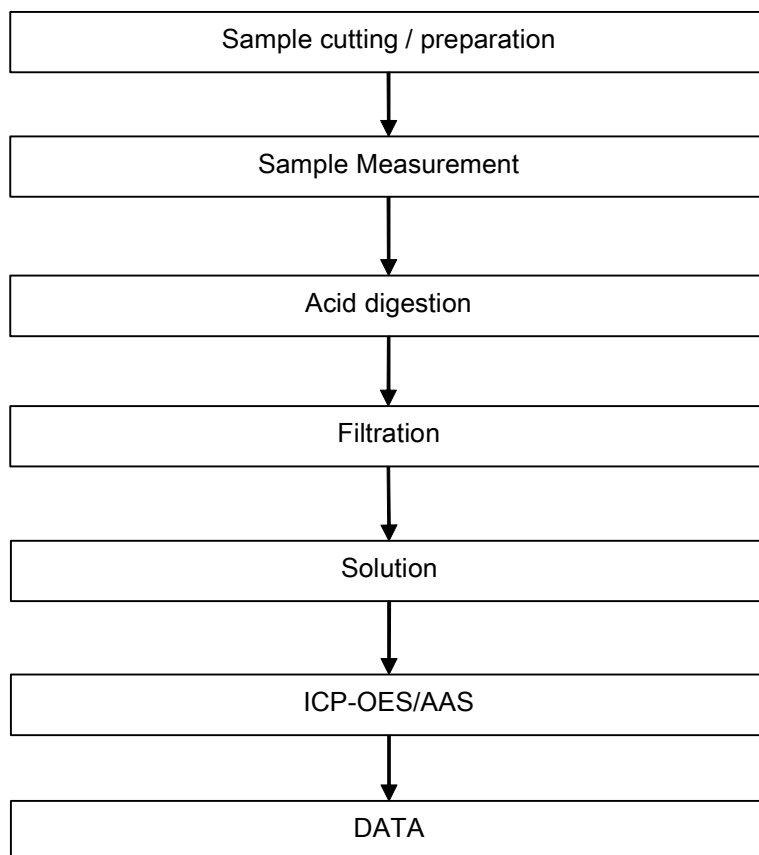 Sample cutting / preparation
Sample Measurement
Acid digestion
Filtration
Solution
ICP-OES/AAS
DATA